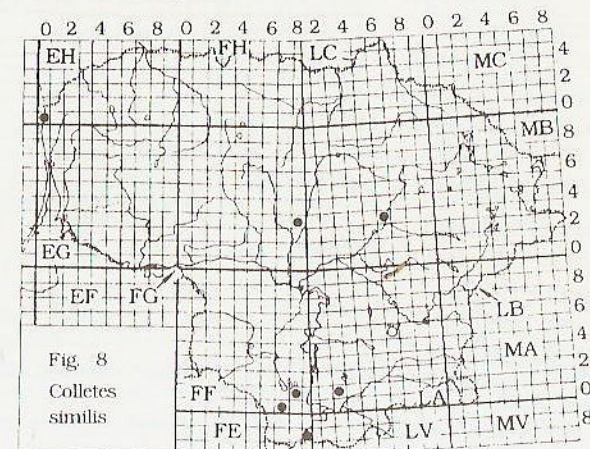 0 2 4 6 8 0 2 4 6 8 2 4 6 8 0 2 4 6 8
EH FH LC MC
4
2
0
MB
8
6
4
2
0
EG
8
EF FG LB
6
MA
4
2
Fig. 8
Colletes
similis
FF LA
0
FE LV MV
8